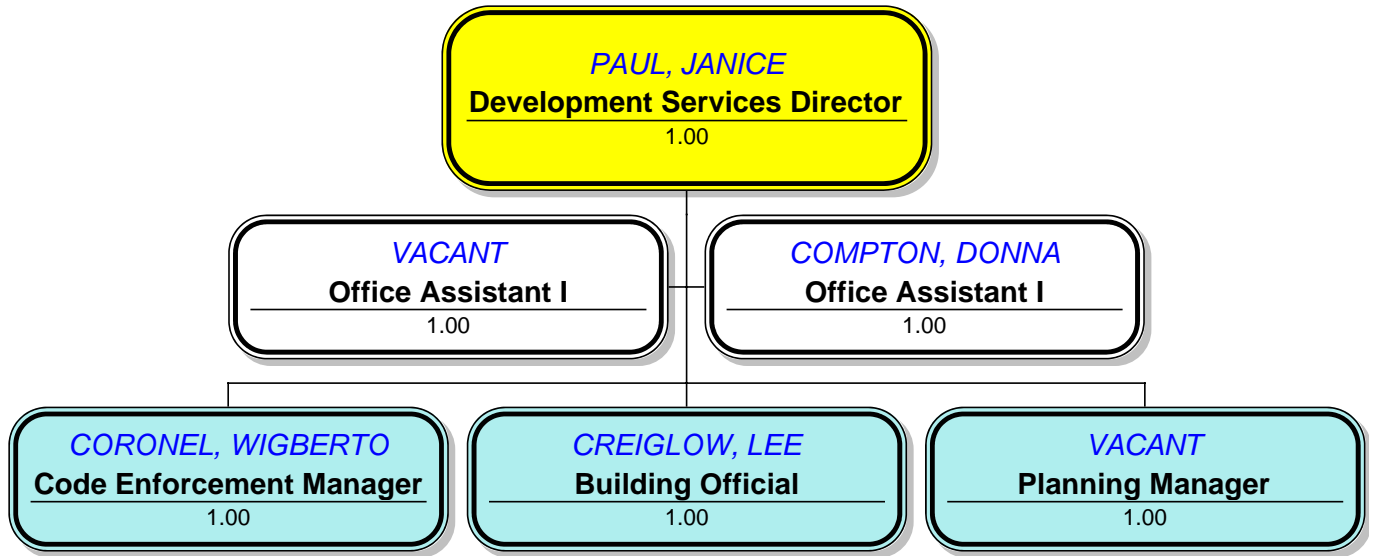 PAUL, JANICE
Development Services Director
1.00
VACANT
Office Assistant I
1.00
COMPTON, DONNA
Office Assistant I
1.00
CORONEL, WIGBERTO
Code Enforcement Manager
1.00
CREIGLOW, LEE
Building Official
1.00
VACANT
Planning Manager
1.00